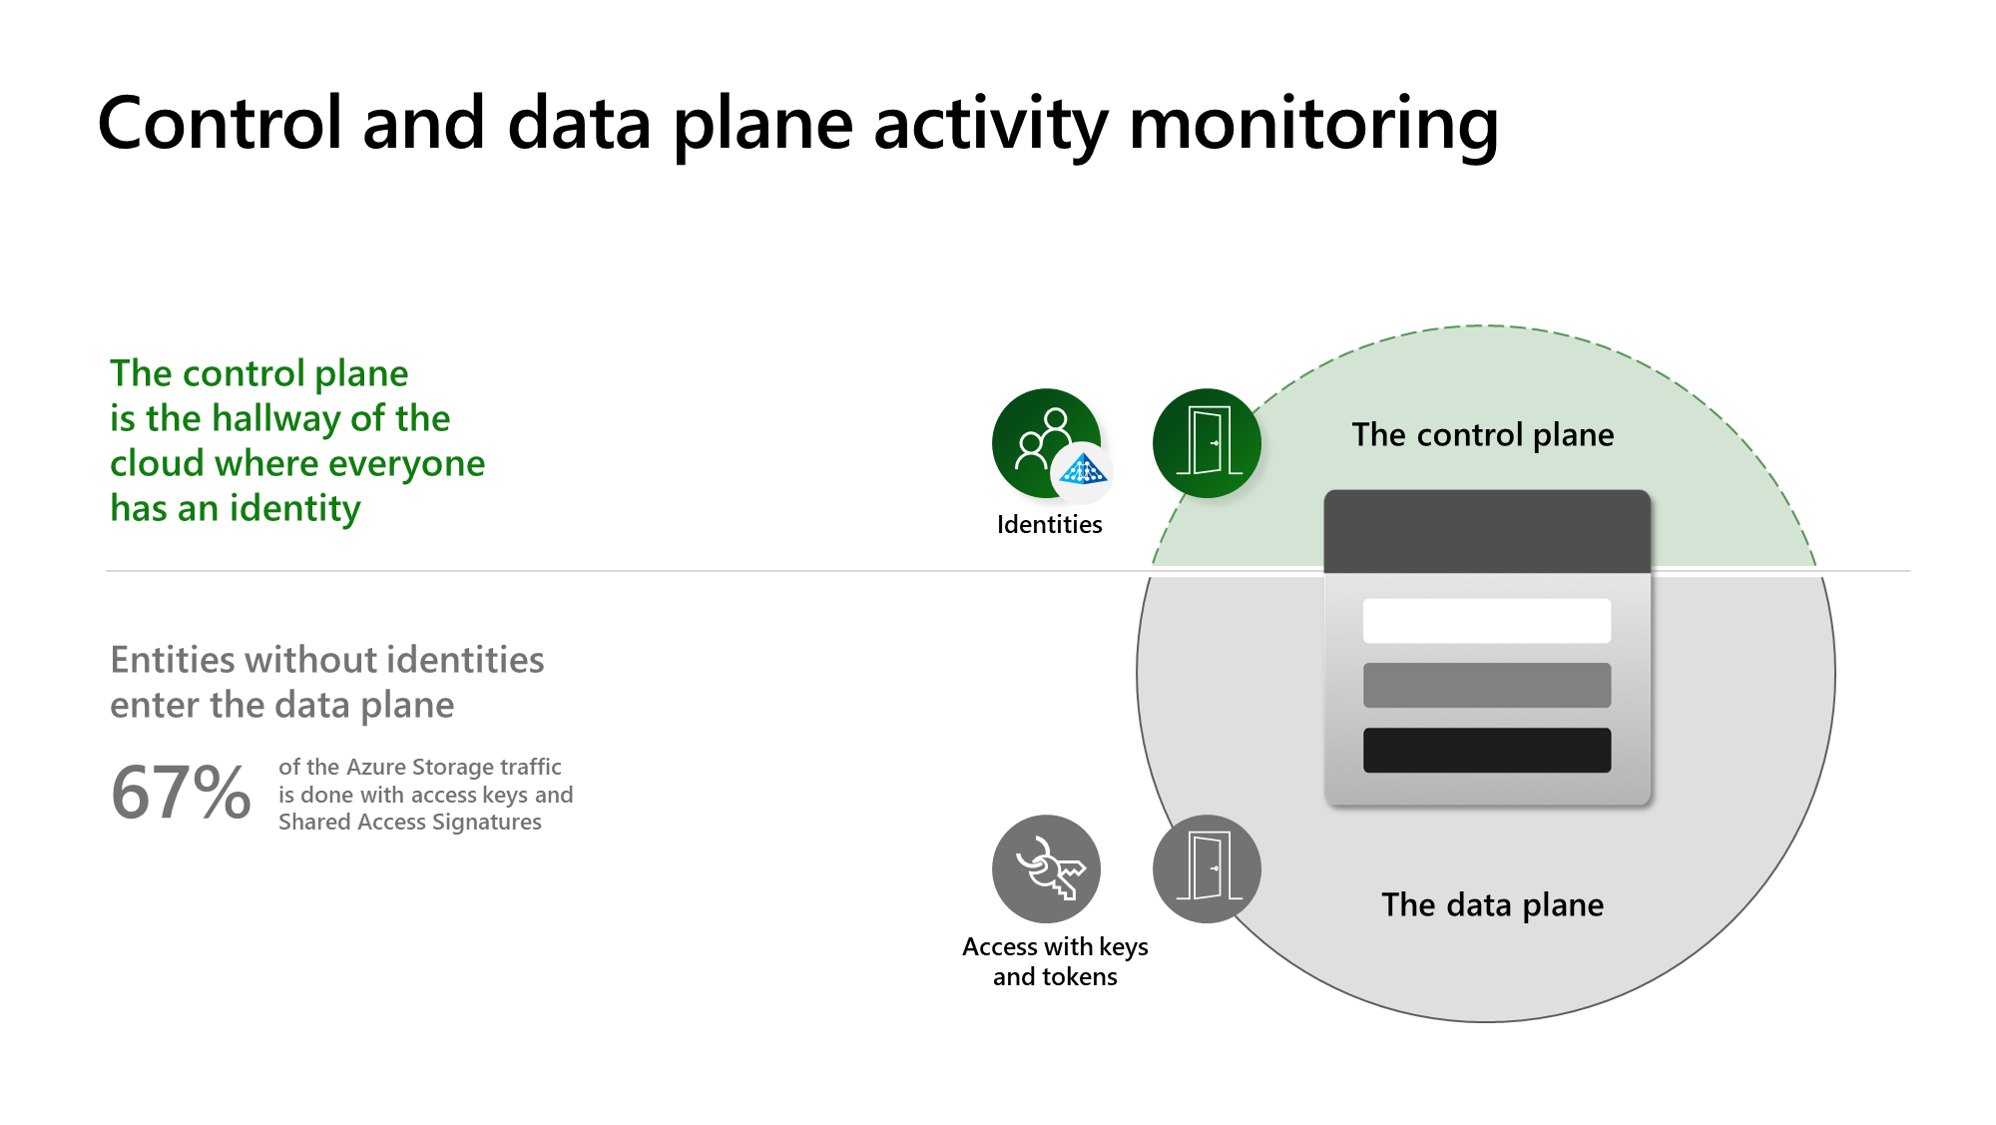 Control and data plane activity monitoring
The control plane
is the hallway of the
cloud where everyone
has an identity
Identities
The control plane
Entities without identities
enter the data plane
67%
of the Azure Storage traffic
is done with access keys and
Shared Access Signatures
Access with keys
and tokens
The data plane